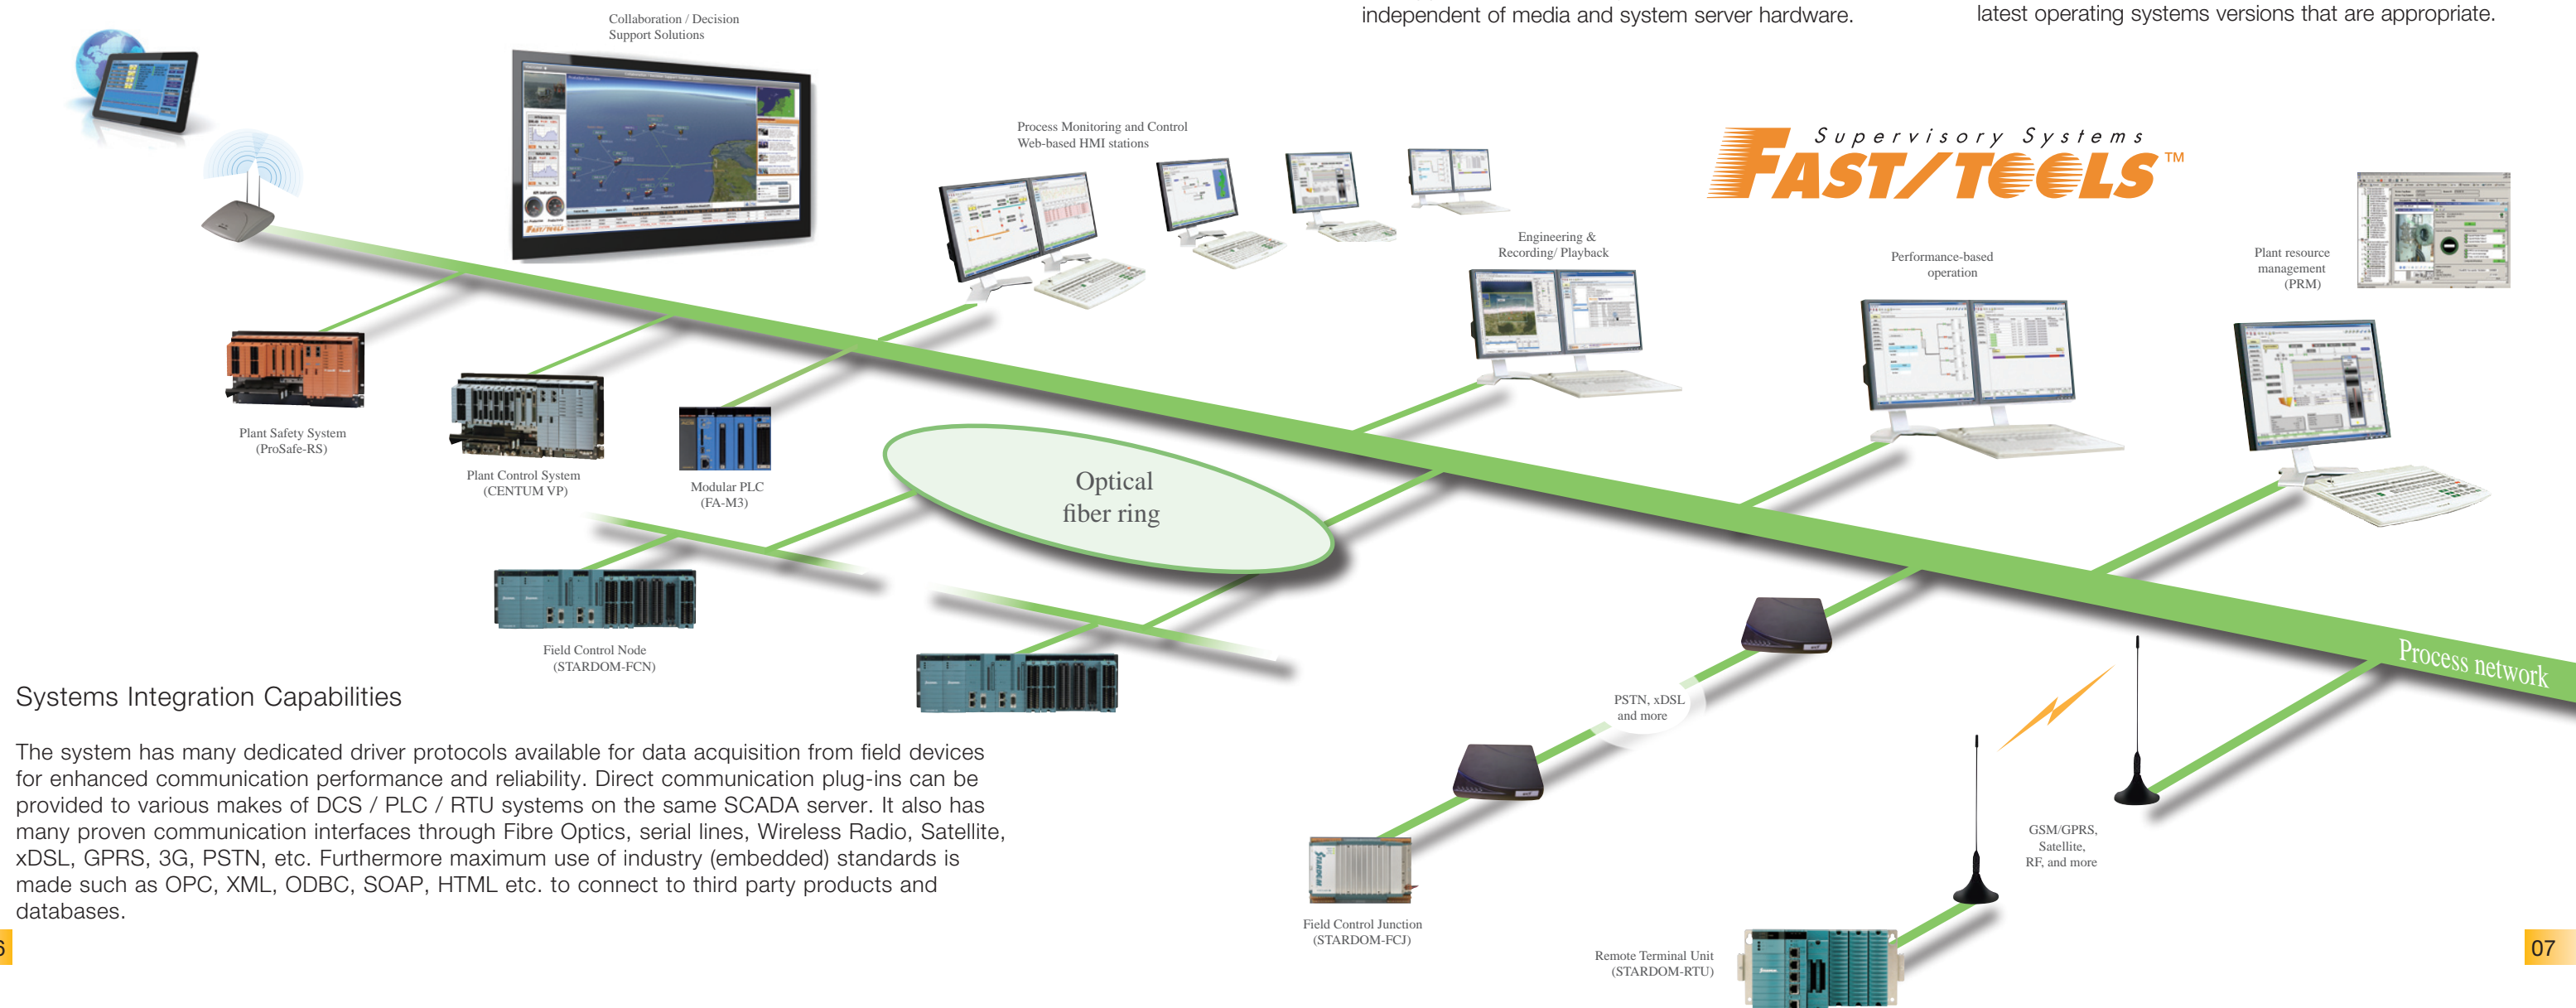 independent of media and system server hardware.
latest operating systems versions that are appropriate.
Collaboration / Decision
Support Solutions
Process Monitoring and Control
Web-based HMI stations
Supervisory Systems
FAST/TOOLS™
Engineering &
Recording/ Playback
Performance-based
operation
Plant resource
management
(PRM)
Plant Safety System
(ProSafe-RS)
Plant Control System
(CENTUM VP)
Modular PLC
(FA-M3)
Optical
fiber ring
Field Control Node
(STARDOM-FCN)
Process network
PSTN, xDSL
and more
GSM/GPRS,
Satellite,
RF, and more
Field Control Junction
(STARDOM-FCJ)
Remote Terminal Unit
(STARDOM-RTU)
Systems Integration Capabilities
The system has many dedicated driver protocols available for data acquisition from field devices
for enhanced communication performance and reliability. Direct communication plug-ins can be
provided to various makes of DCS / PLC / RTU systems on the same SCADA server. It also has
many proven communication interfaces through Fibre Optics, serial lines, Wireless Radio, Satellite,
xDSL, GPRS, 3G, PSTN, etc. Furthermore maximum use of industry (embedded) standards is
made such as OPC, XML, ODBC, SOAP, HTML etc. to connect to third party products and
databases.
6
07
FAST/TOOLS
STARDOM